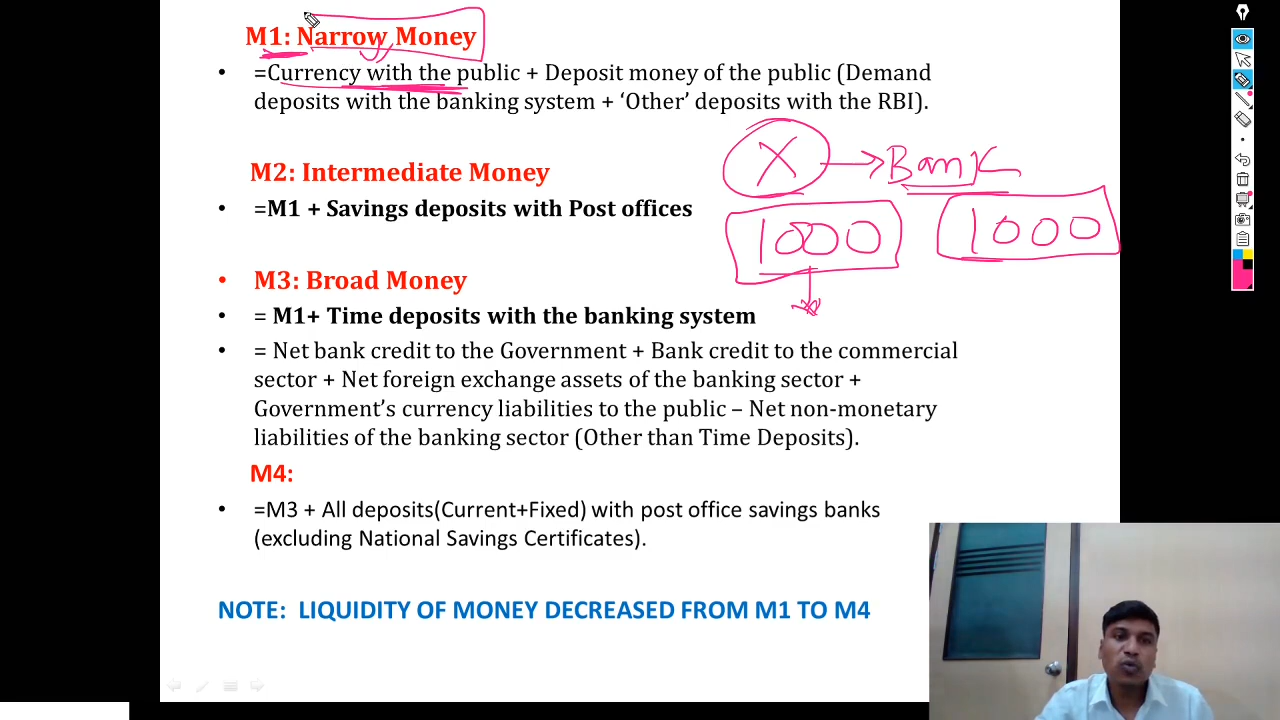 M1: Narrow Money
• =Currency with the public + Deposit money of the public (Demand
deposits with the banking system + ‘Other’ deposits with the RBI).
X → Bank
M2: Intermediate Money
• =M1 + Savings deposits with Post offices
1000 1000
• M3: Broad Money
• = M1+ Time deposits with the banking system
• = Net bank credit to the Government + Bank credit to the commercial
sector + Net foreign exchange assets of the banking sector +
Government’s currency liabilities to the public – Net non-monetary
liabilities of the banking sector (Other than Time Deposits).
M4:
• =M3 + All deposits(Current+Fixed) with post office savings banks
(excluding National Savings Certificates).
NOTE: LIQUIDITY OF MONEY DECREASED FROM M1 TO M4